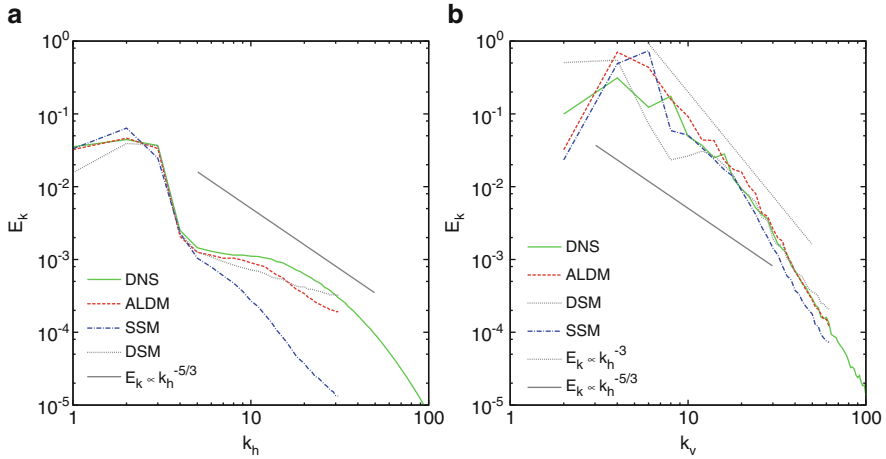 a
10^0
10^-1
10^-2
10^-3
10^-4
10^-5
E_k
DNS
ALDM
SSM
DSM
E_k ∝ k_h^-5/3
1
10
100
k_h
b
10^0
10^-1
10^-2
10^-3
10^-4
10^-5
E_k
DNS
ALDM
DSM
SSM
E_k ∝ k_h^-3
E_k ∝ k_h^-5/3
1
10
100
k_v